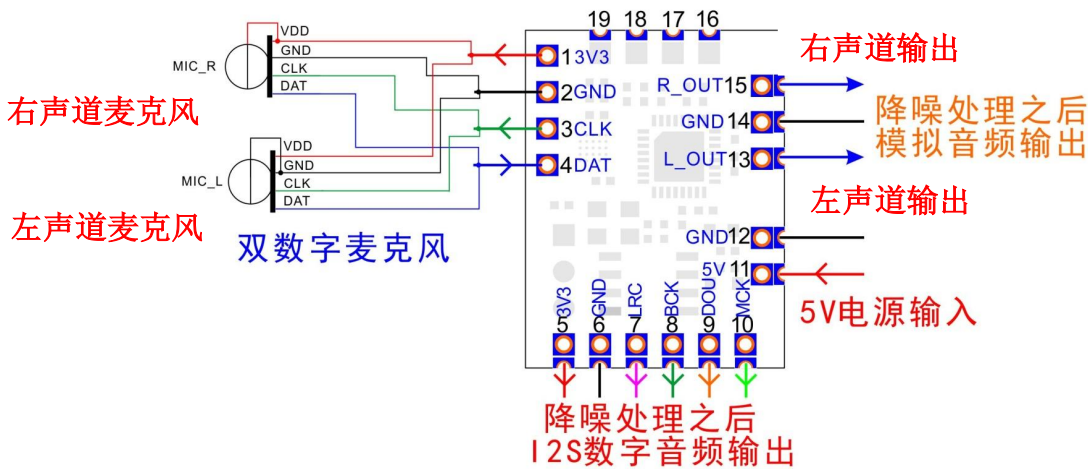 19 18 17 16
VDD
GND
CLK
DAT
MIC_R
右声道麦克风
VDD
GND
CLK
DAT
MIC_L
左声道麦克风
双数字麦克风
1 3V3
2 GND
3 CLK
4 DAT
R_OUT 15
GND 14
L_OUT 13
GND 12
5V 11
右声道输出
降噪处理之后
模拟音频输出
左声道输出
5V电源输入
3V3 GND LRC BCK DOU MCK
5 6 7 8 9 10
降噪处理之后
I2S数字音频输出